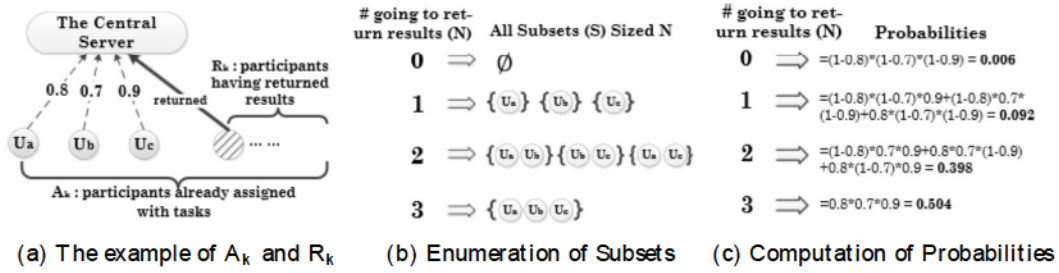 The Central
Server
0.8
0.7
0.9
returned
Rₖ : participants
having returned
results
Uₐ
U_b
U_c
... ...
Aₖ : participants already assigned
with tasks
(a) The example of Aₖ and Rₖ
# going to ret-
urn results (N)
All Subsets (S) Sized N
0 ⇒ ∅
1 ⇒ {Uₐ} {U_b} {U_c}
2 ⇒ {Uₐ U_b}{U_b U_c}{Uₐ U_c}
3 ⇒ {Uₐ U_b U_c}
(b) Enumeration of Subsets
# going to ret-
urn results (N)
Probabilities
0 ⇒ =(1-0.8)*(1-0.7)*(1-0.9) = 0.006
1 ⇒ =(1-0.8)*(1-0.7)*0.9+(1-0.8)*0.7*
(1-0.9)+0.8*(1-0.7)*(1-0.9) = 0.092
2 ⇒ =(1-0.8)*0.7*0.9+0.8*0.7*(1-0.9)
+0.8*(1-0.7)*0.9 = 0.398
3 ⇒ =0.8*0.7*0.9 = 0.504
(c) Computation of Probabilities